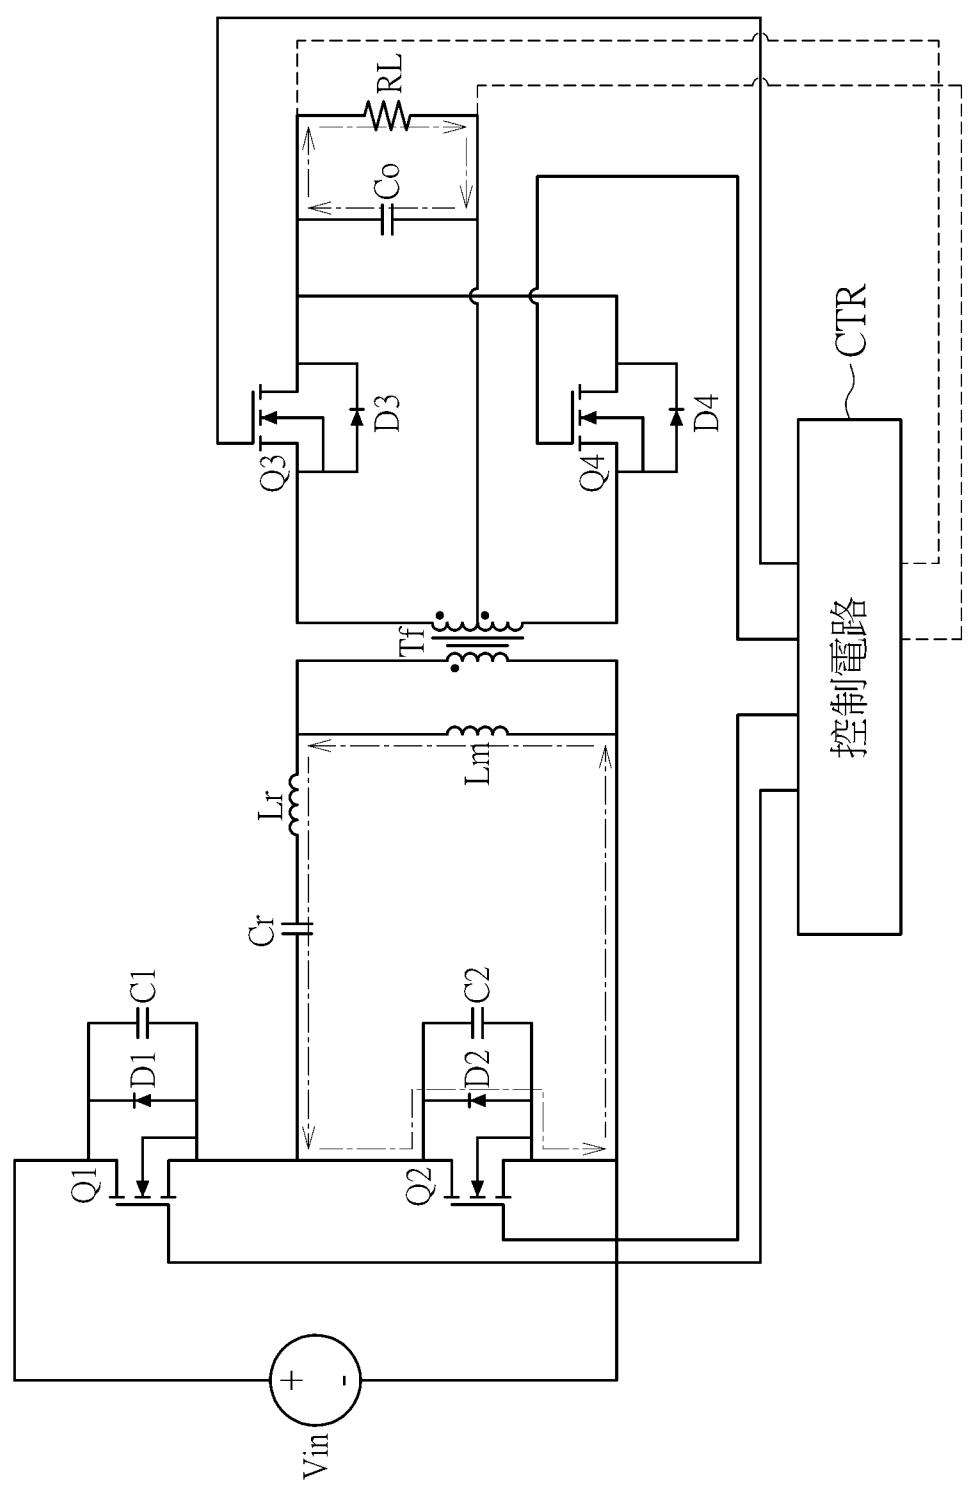 Vin
+
-
Q1
D1
C1
Q2
D2
C2
Cr
Lr
Lm
Tf
Q3
D3
Q4
D4
Co
RL
控制電路
CTR